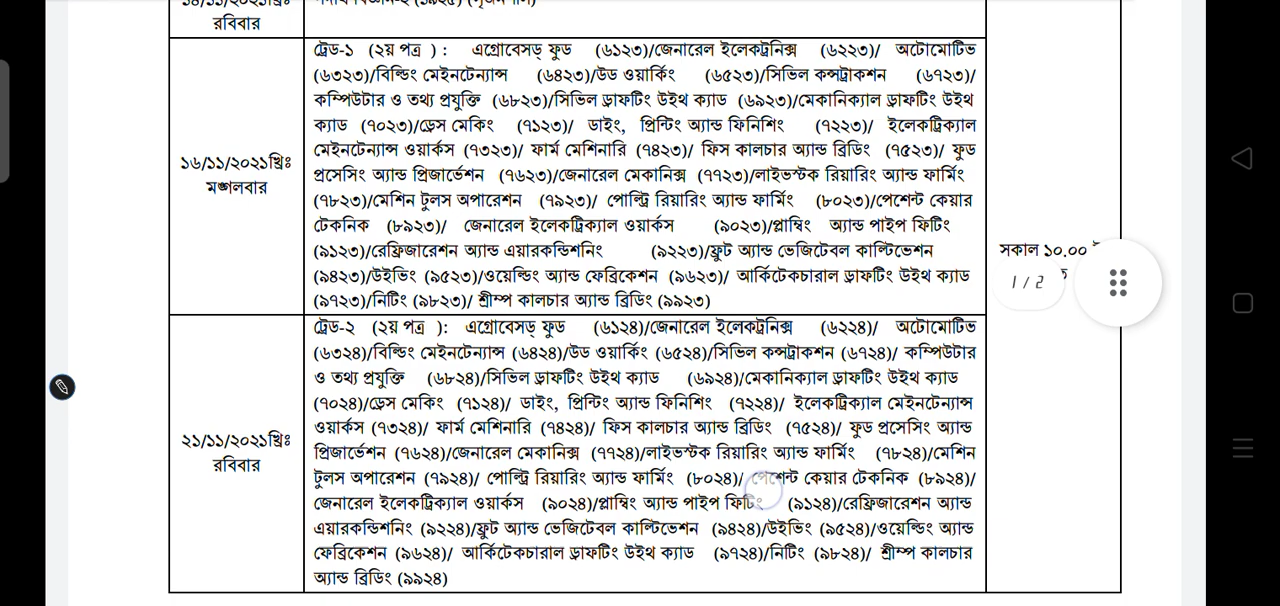 ১৪/১১/২০২১খ্রিঃ
রবিবার
পদার্থ বিজ্ঞান-২ (১৯২৫) (সৃজনশীল)
ট্রেড-১ (২য় পত্র ) : এগ্রোবেসড্ ফুড (৬১২৩)/জেনারেল ইলেকট্রনিক্স (৬২২৩)/ অটোমোটিভ
(৬৩২৩)/বিল্ডিং মেইনটেন্যান্স (৬৪২৩)/উড ওয়ার্কিং (৬৫২৩)/সিভিল কন্সট্রাকশন (৬৭২৩)/
কম্পিউটার ও তথ্য প্রযুক্তি (৬৮২৩)/সিভিল ড্রাফটিং উইথ ক্যাড (৬৯২৩)/মেকানিক্যাল ড্রাফটিং উইথ
ক্যাড (৭০২৩)/ড্রেস মেকিং (৭১২৩)/ ডাইং, প্রিন্টিং অ্যান্ড ফিনিশিং (৭২২৩)/ ইলেকট্রিক্যাল
মেইনটেন্যান্স ওয়ার্কস (৭৩২৩)/ ফার্ম মেশিনারি (৭৪২৩)/ ফিস কালচার অ্যান্ড ব্রিডিং (৭৫২৩)/ ফুড
প্রসেসিং অ্যান্ড প্রিজার্ভেশন (৭৬২৩)/জেনারেল মেকানিক্স (৭৭২৩)/লাইভস্টক রিয়ারিং অ্যান্ড ফার্মিং
(৭৮২৩)/মেশিন টুলস অপারেশন (৭৯২৩)/ পোল্ট্রি রিয়ারিং অ্যান্ড ফার্মিং (৮০২৩)/পেশেন্ট কেয়ার
টেকনিক (৮৯২৩)/ জেনারেল ইলেকট্রিক্যাল ওয়ার্কস (৯০২৩)/প্লাম্বিং অ্যান্ড পাইপ ফিটিং
(৯১২৩)/রেফ্রিজারেশন অ্যান্ড এয়ারকন্ডিশনিং (৯২২৩)/ফ্রুট অ্যান্ড ভেজিটেবল কাল্টিভেশন
(৯৪২৩)/উইভিং (৯৫২৩)/ওয়েল্ডিং অ্যান্ড ফেব্রিকেশন (৯৬২৩)/ আর্কিটেকচারাল ড্রাফটিং উইথ ক্যাড
(৯৭২৩)/নিটিং (৯৮২৩)/ শ্রীম্প কালচার অ্যান্ড ব্রিডিং (৯৯২৩)
১৬/১১/২০২১খ্রিঃ
মঙ্গলবার
সকাল ১০.০০
1 / 2
ট্রেড-২ (২য় পত্র ): এগ্রোবেসড্ ফুড (৬১২৪)/জেনারেল ইলেকট্রনিক্স (৬২২৪)/ অটোমোটিভ
(৬৩২৪)/বিল্ডিং মেইনটেন্যান্স (৬৪২৪)/উড ওয়ার্কিং (৬৫২৪)/সিভিল কন্সট্রাকশন (৬৭২৪)/ কম্পিউটার
ও তথ্য প্রযুক্তি (৬৮২৪)/সিভিল ড্রাফটিং উইথ ক্যাড (৬৯২৪)/মেকানিক্যাল ড্রাফটিং উইথ ক্যাড
(৭০২৪)/ড্রেস মেকিং (৭১২৪)/ ডাইং, প্রিন্টিং অ্যান্ড ফিনিশিং (৭২২৪)/ ইলেকট্রিক্যাল মেইনটেন্যান্স
ওয়ার্কস (৭৩২৪)/ ফার্ম মেশিনারি (৭৪২৪)/ ফিস কালচার অ্যান্ড ব্রিডিং (৭৫২৪)/ ফুড প্রসেসিং অ্যান্ড
প্রিজার্ভেশন (৭৬২৪)/জেনারেল মেকানিক্স (৭৭২৪)/লাইভস্টক রিয়ারিং অ্যান্ড ফার্মিং (৭৮২৪)/মেশিন
টুলস অপারেশন (৭৯২৪)/ পোল্ট্রি রিয়ারিং অ্যান্ড ফার্মিং (৮০২৪)/ পেশেন্ট কেয়ার টেকনিক (৮৯২৪)/
জেনারেল ইলেকট্রিক্যাল ওয়ার্কস (৯০২৪)/প্লাম্বিং অ্যান্ড পাইপ ফিটিং (৯১২৪)/রেফ্রিজারেশন অ্যান্ড
এয়ারকন্ডিশনিং (৯২২৪)/ফ্রুট অ্যান্ড ভেজিটেবল কাল্টিভেশন (৯৪২৪)/উইভিং (৯৫২৪)/ওয়েল্ডিং অ্যান্ড
ফেব্রিকেশন (৯৬২৪)/ আর্কিটেকচারাল ড্রাফটিং উইথ ক্যাড (৯৭২৪)/নিটিং (৯৮২৪)/ শ্রীম্প কালচার
অ্যান্ড ব্রিডিং (৯৯২৪)
২১/১১/২০২১খ্রিঃ
রবিবার